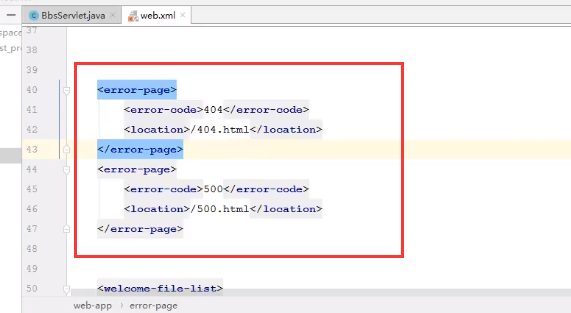 BbsServlet.java
web.xml
37
38
39
40 <error-page>
41 <error-code>404</error-code>
42 <location>/404.html</location>
43 </error-page>
44 <error-page>
45 <error-code>500</error-code>
46 <location>/500.html</location>
47 </error-page>
48
49
50 <welcome-file-list>
space
st_pro
web-app › error-page